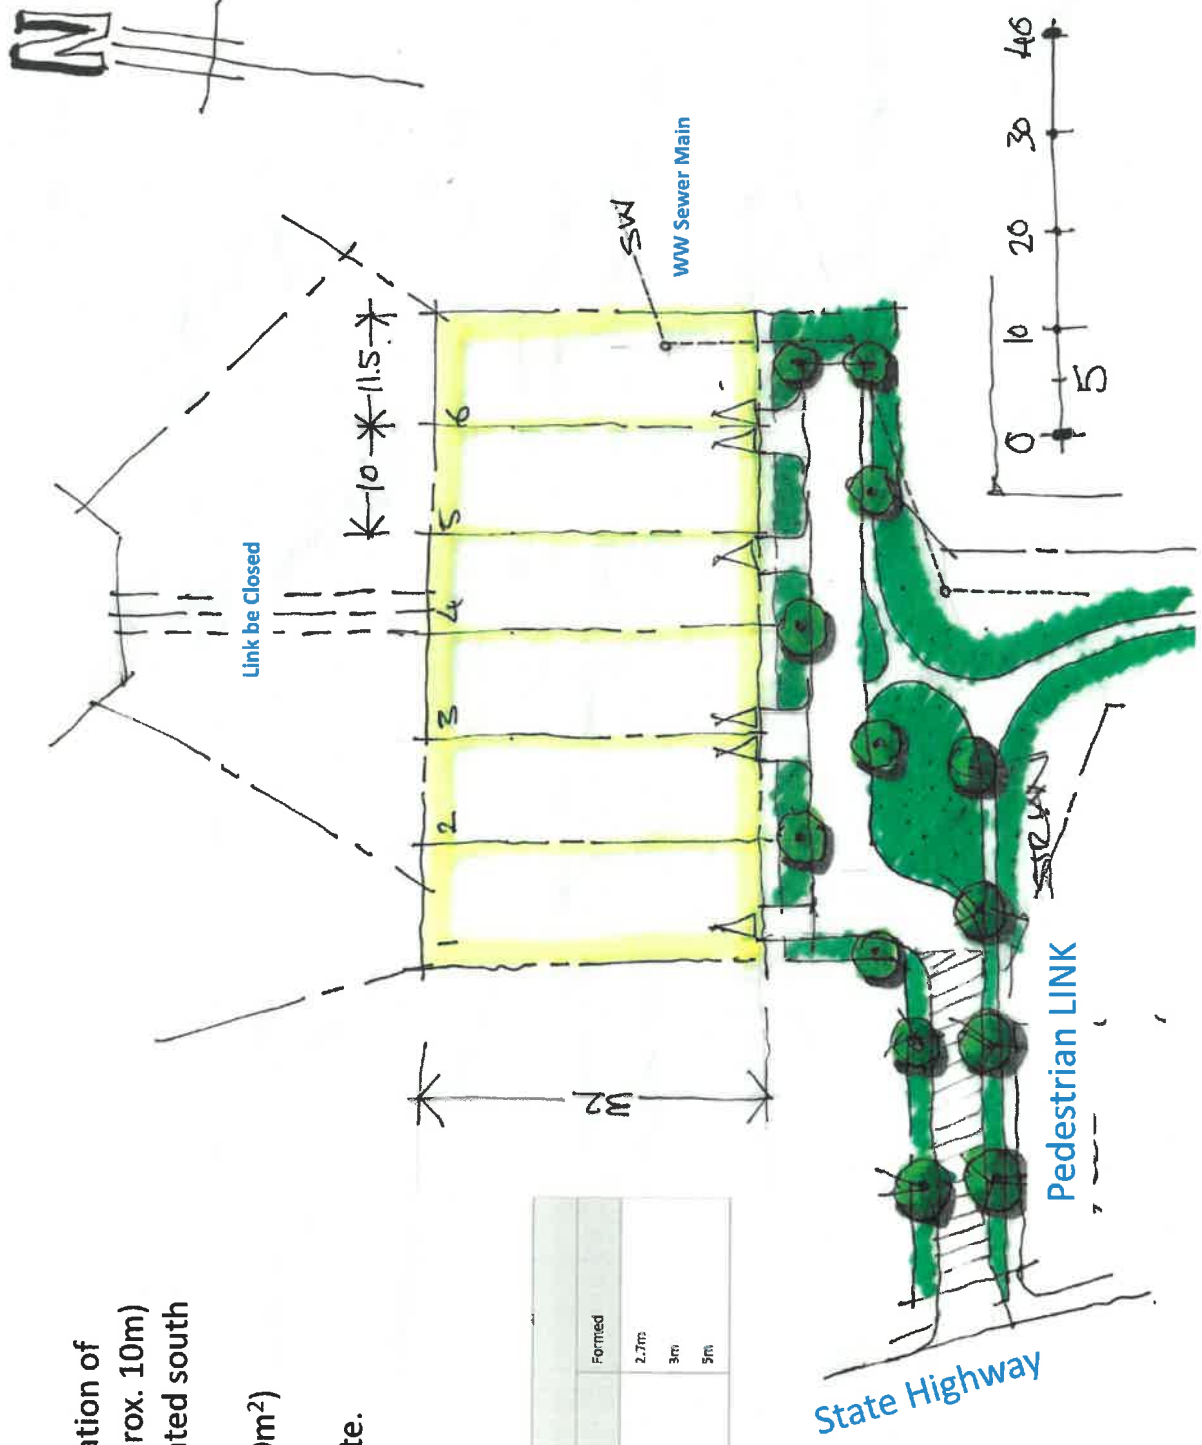 N
ation of
rox. 10m)
ated south
m²)
te.
Link be Closed
10
11.5
SW
WW Sewer Main
1
2
3
4
5
6
32
Formed
2.7m
3m
5m
0
5
10
20
30
40
Pedestrian LINK
State Highway